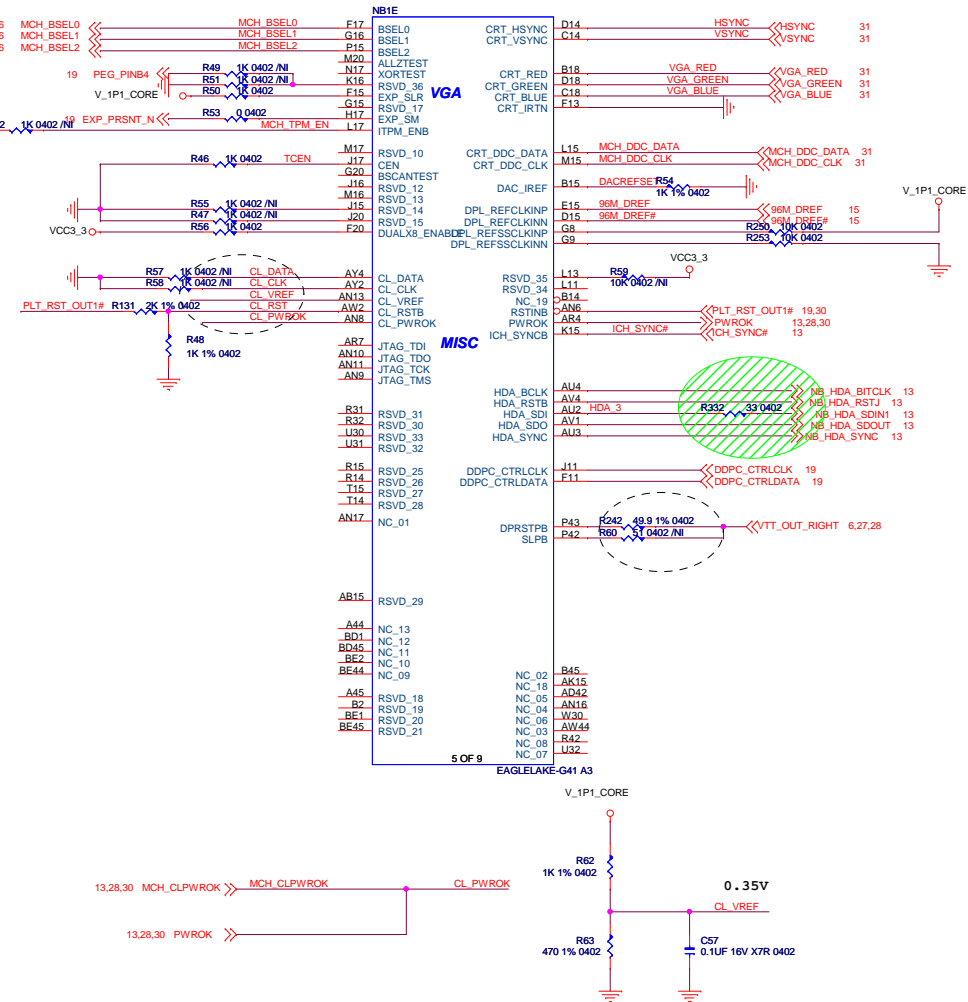 NB1E
6 MCH_BSEL0 MCH_BSEL0 F17 BSEL0 CRT_HSYNC D14 HSYNC HSYNC 31
6 MCH_BSEL1 MCH_BSEL1 G16 BSEL1 CRT_VSYNC C14 VSYNC VSYNC 31
6 MCH_BSEL2 MCH_BSEL2 P15 BSEL2
M20 ALLZTEST
R49 1K 0402 /NI N17 XORTEST CRT_RED B18 VGA_RED VGA_RED 31
19 PEG_PINB4 R51 1K 0402 /NI K16 RSVD_36 CRT_GREEN D18 VGA_GREEN VGA_GREEN 31
V_1P1_CORE R50 1K 0402 F15 EXP_SLR VGA CRT_BLUE C18 VGA_BLUE VGA_BLUE 31
G15 RSVD_17 CRT_IRTN F13
19 EXP_PRSNT_N R53 0 0402 H17 EXP_SM
2 1K 0402 /NI MCH_TPM_EN L17 ITPM_ENB
M17 RSVD_10 CRT_DDC_DATA L15 MCH_DDC_DATA MCH_DDC_DATA 31
R46 1K 0402 TCEN J17 CEN CRT_DDC_CLK M15 MCH_DDC_CLK MCH_DDC_CLK 31
G20 BSCANTEST
J16 RSVD_12 DAC_IREF B15 DACREFSET R54 1K 1% 0402
M16 RSVD_13
R55 1K 0402 /NI J15 RSVD_14 DPL_REFCLKINP E15 96M_DREF 96M_DREF 15
R47 1K 0402 /NI J20 RSVD_15 DPL_REFCLKINN D15 96M_DREF# 96M_DREF# 15
VCC3_3 R56 1K 0402 F20 DUALX8_ENABLE DPL_REFSSCLKINP G8 R250 10K 0402 V_1P1_CORE
DPL_REFSSCLKINN G9 R253 10K 0402
VCC3_3
R57 1K 0402 /NI CL_DATA AY4 CL_DATA RSVD_35 L13 R59 10K 0402 /NI
R58 1K 0402 /NI CL_CLK AY2 CL_CLK RSVD_34 L11
CL_VREF AN13 CL_VREF NC_19 B14
PLT_RST_OUT1# R131 2K 1% 0402 CL_RST AW2 CL_RSTB RSTINB AN6 PLT_RST_OUT1# 19,30
CL_PWROK AN8 CL_PWROK PWROK AR4 PWROK 13,28,30
ICH_SYNCB K15 ICH_SYNC# ICH_SYNC# 13
R48 1K 1% 0402
MISC
AR7 JTAG_TDI
AN10 JTAG_TDO
AN11 JTAG_TCK
AN9 JTAG_TMS
HDA_BCLK AU4 NB_HDA_BITCLK 13
HDA_RSTB AV4 NB_HDA_RSTJ 13
R31 RSVD_31 HDA_SDI AU2 HDA_3 R332 33 0402 NB_HDA_SDIN1 13
R32 RSVD_30 HDA_SDO AV1 NB_HDA_SDOUT 13
U30 RSVD_33 HDA_SYNC AU3 NB_HDA_SYNC 13
U31 RSVD_32
R15 RSVD_25 DDPC_CTRLCLK J11 DDPC_CTRLCLK 19
R14 RSVD_26 DDPC_CTRLDATA F11 DDPC_CTRLDATA 19
T15 RSVD_27
T14 RSVD_28
AN17 NC_01 DPRSTPB P43 R242 49.9 1% 0402 VTT_OUT_RIGHT 6,27,28
SLPB P42 R60 51 0402 /NI
AB15 RSVD_29
A44 NC_13
BD1 NC_12
BD45 NC_11
BE2 NC_10
BE44 NC_09 NC_02 B45
NC_18 AK15
A45 RSVD_18 NC_05 AD42
B2 RSVD_19 NC_04 AN16
BE1 RSVD_20 NC_06 W30
BE45 RSVD_21 NC_03 AW44
NC_08 R42
NC_07 U32
5 OF 9
EAGLELAKE-G41 A3
V_1P1_CORE
R62 1K 1% 0402
13,28,30 MCH_CLPWROK MCH_CLPWROK CL_PWROK
0.35V
CL_VREF
13,28,30 PWROK
R63 470 1% 0402
C57 0.1UF 16V X7R 0402